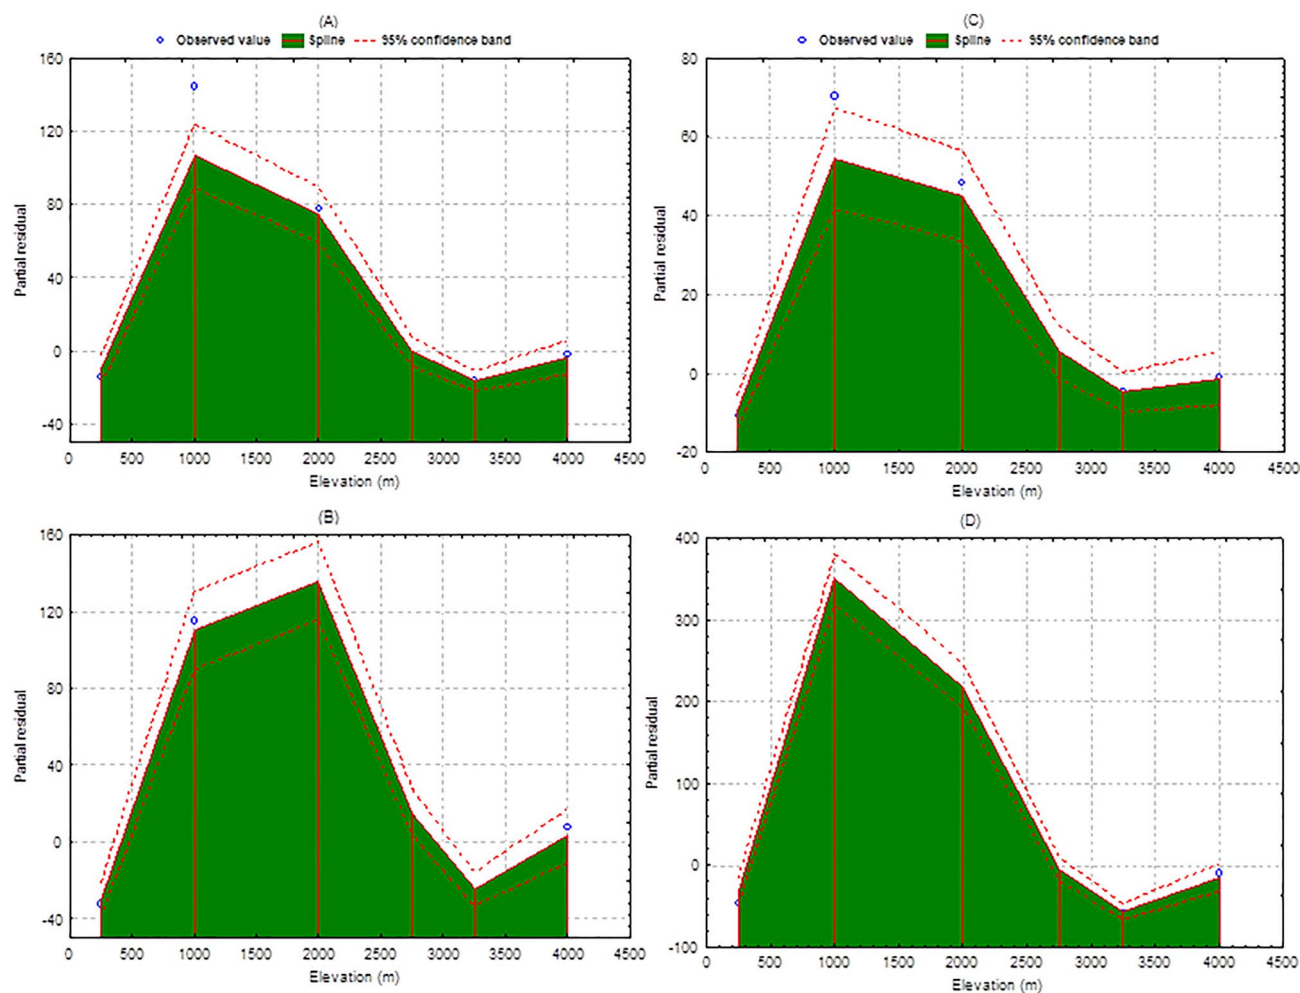 (A)
Observed value Spline 95% confidence band
160
120
80
40
0
-40
Partial residual
0 500 1000 1500 2000 2500 3000 3500 4000 4500
Elevation (m)
(C)
Observed value Spline 95% confidence band
80
60
40
20
0
-20
Partial residual
0 500 1000 1500 2000 2500 3000 3500 4000 4500
Elevation (m)
(B)
160
120
80
40
0
-40
Partial residual
0 500 1000 1500 2000 2500 3000 3500 4000 4500
Elevation (m)
(D)
400
300
200
100
0
-100
Partial residual
0 500 1000 1500 2000 2500 3000 3500 4000 4500
Elevation (m)